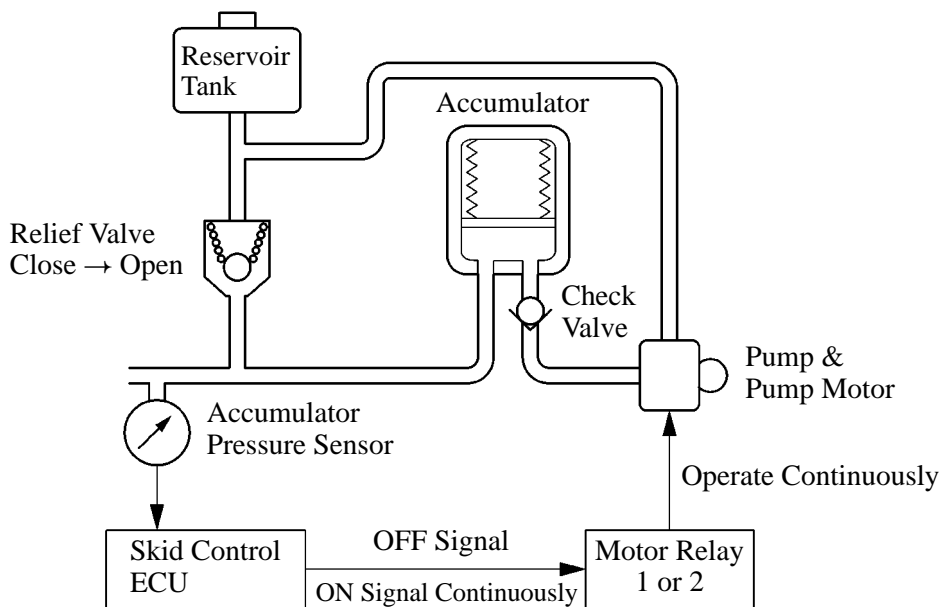 Reservoir
Tank
Accumulator
Relief Valve
Close → Open
Check
Valve
Pump &
Pump Motor
Accumulator
Pressure Sensor
Operate Continuously
Skid Control
ECU
OFF Signal
ON Signal Continuously
Motor Relay
1 or 2